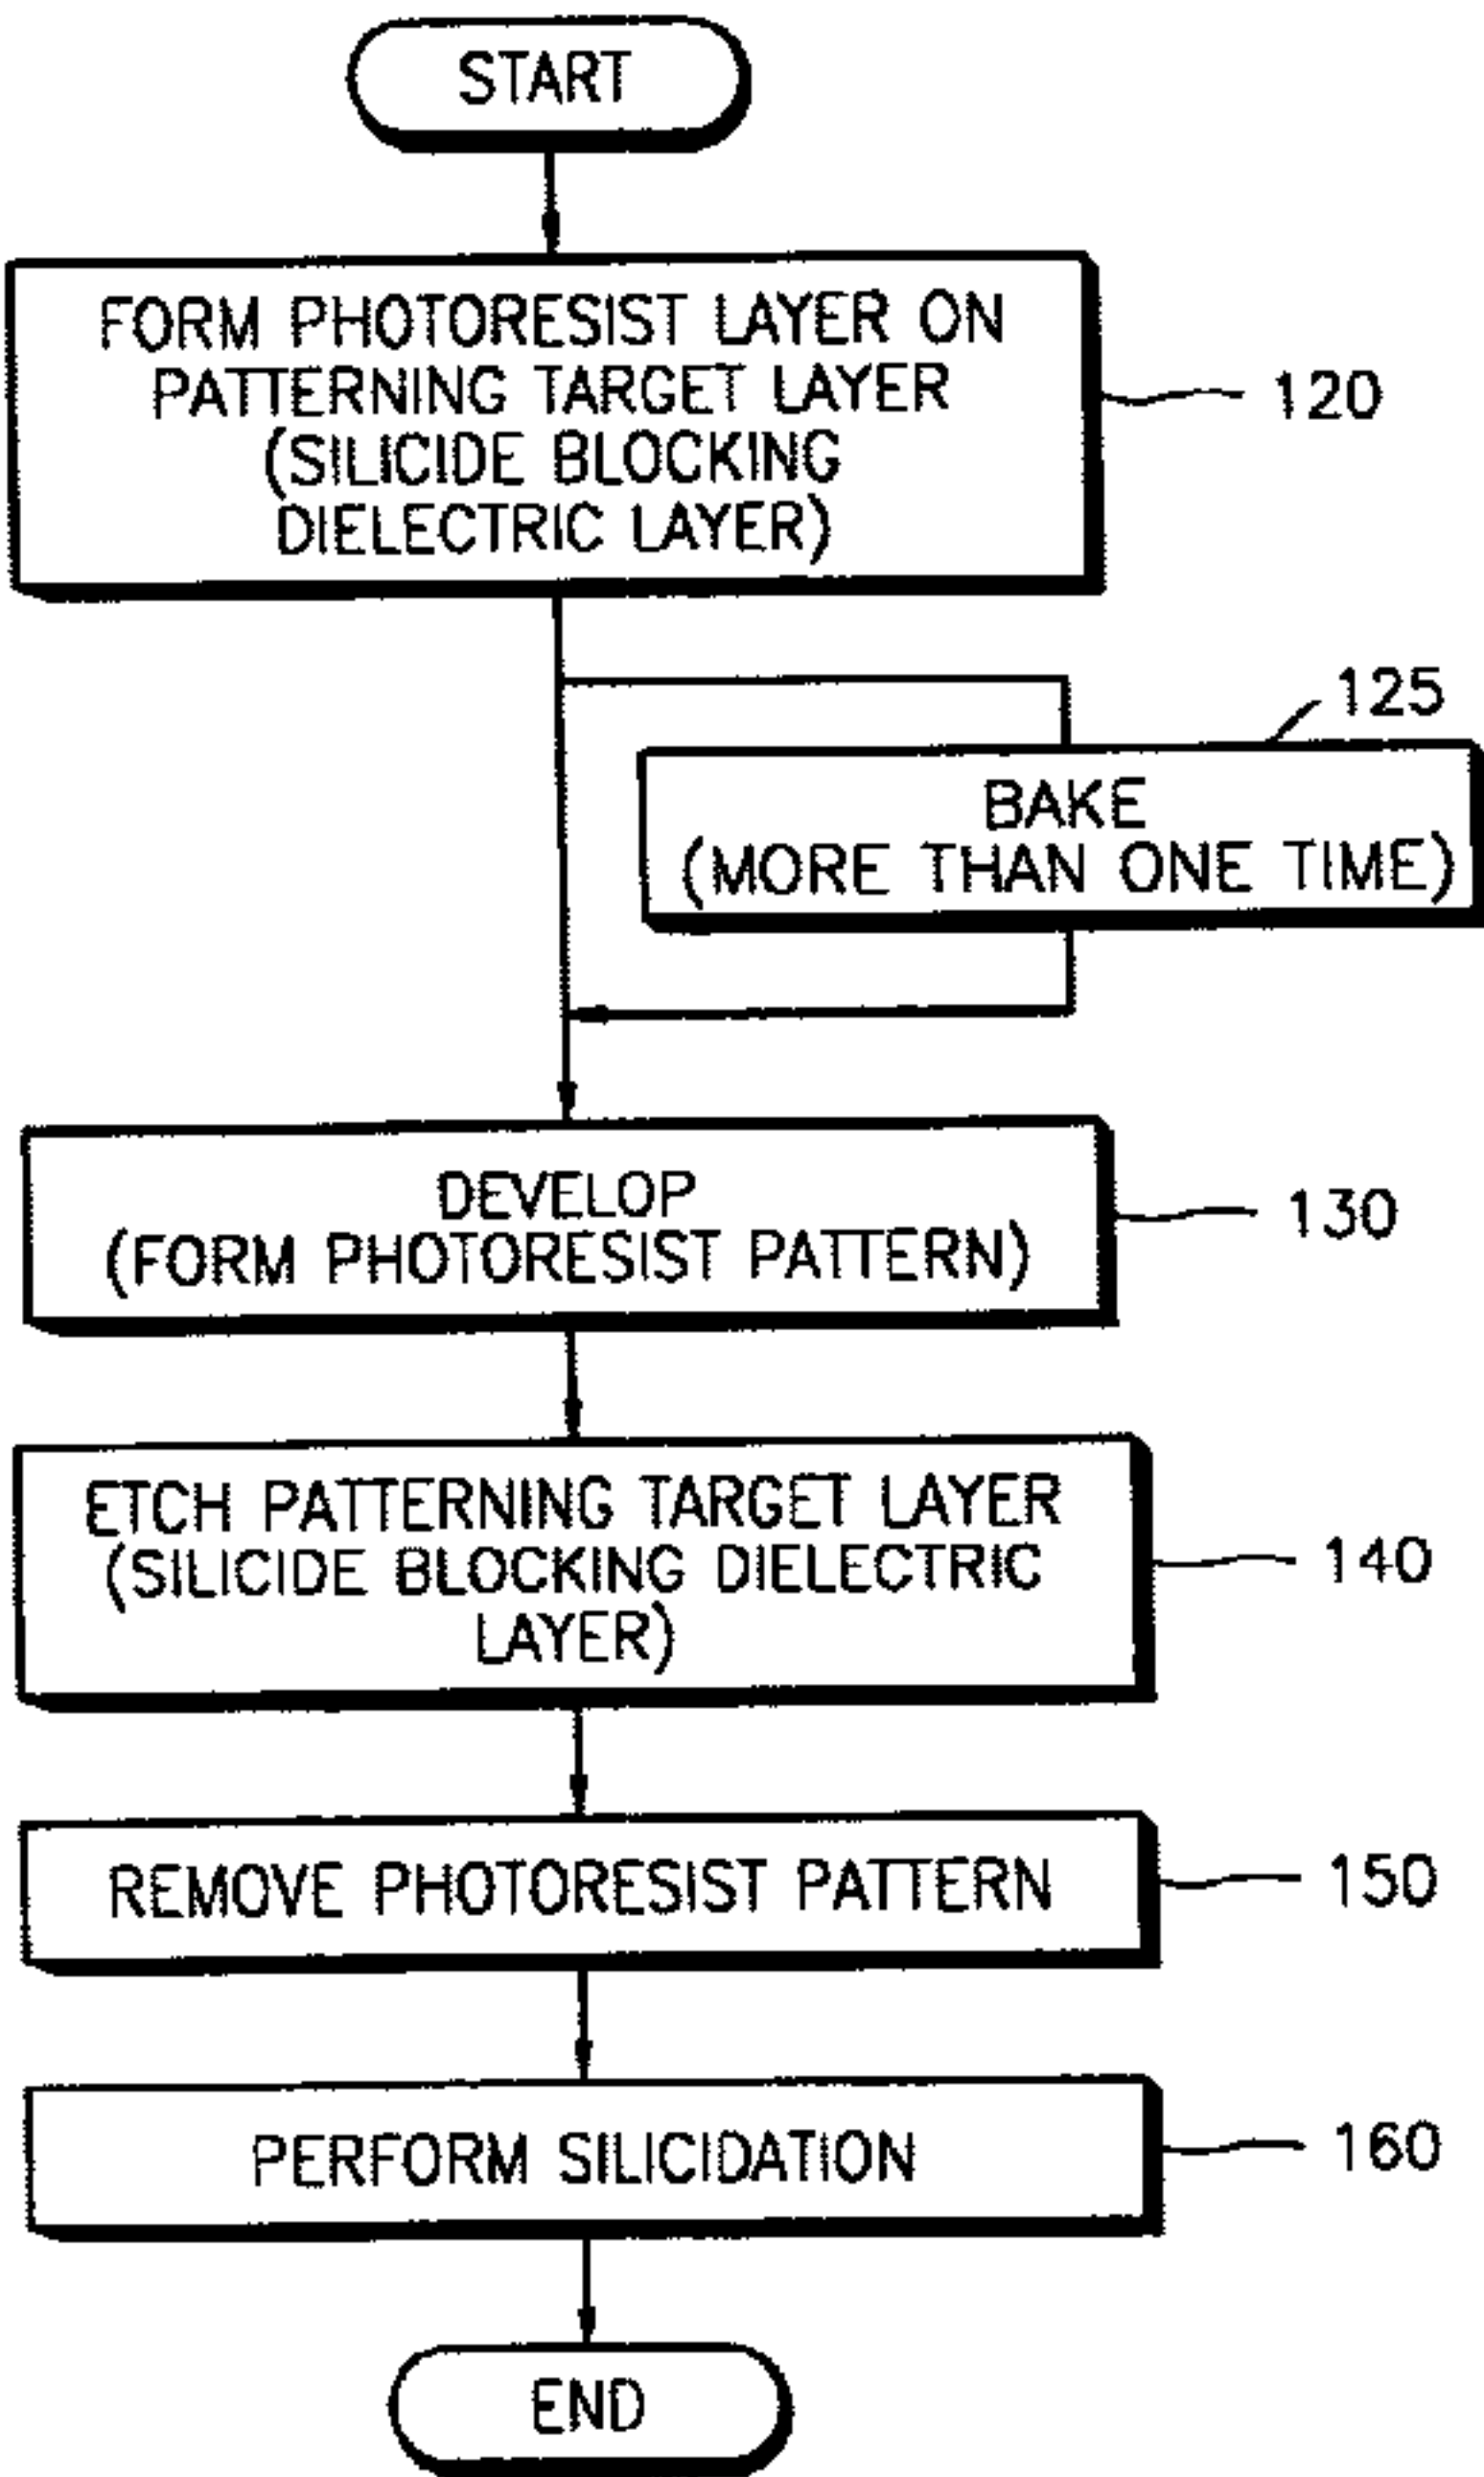 START
FORM PHOTORESIST LAYER ON
PATTERNING TARGET LAYER
(SILICIDE BLOCKING
DIELECTRIC LAYER)
120
125
BAKE
(MORE THAN ONE TIME)
DEVELOP
(FORM PHOTORESIST PATTERN)
130
ETCH PATTERNING TARGET LAYER
(SILICIDE BLOCKING DIELECTRIC
LAYER)
140
REMOVE PHOTORESIST PATTERN
150
PERFORM SILICIDATION
160
END